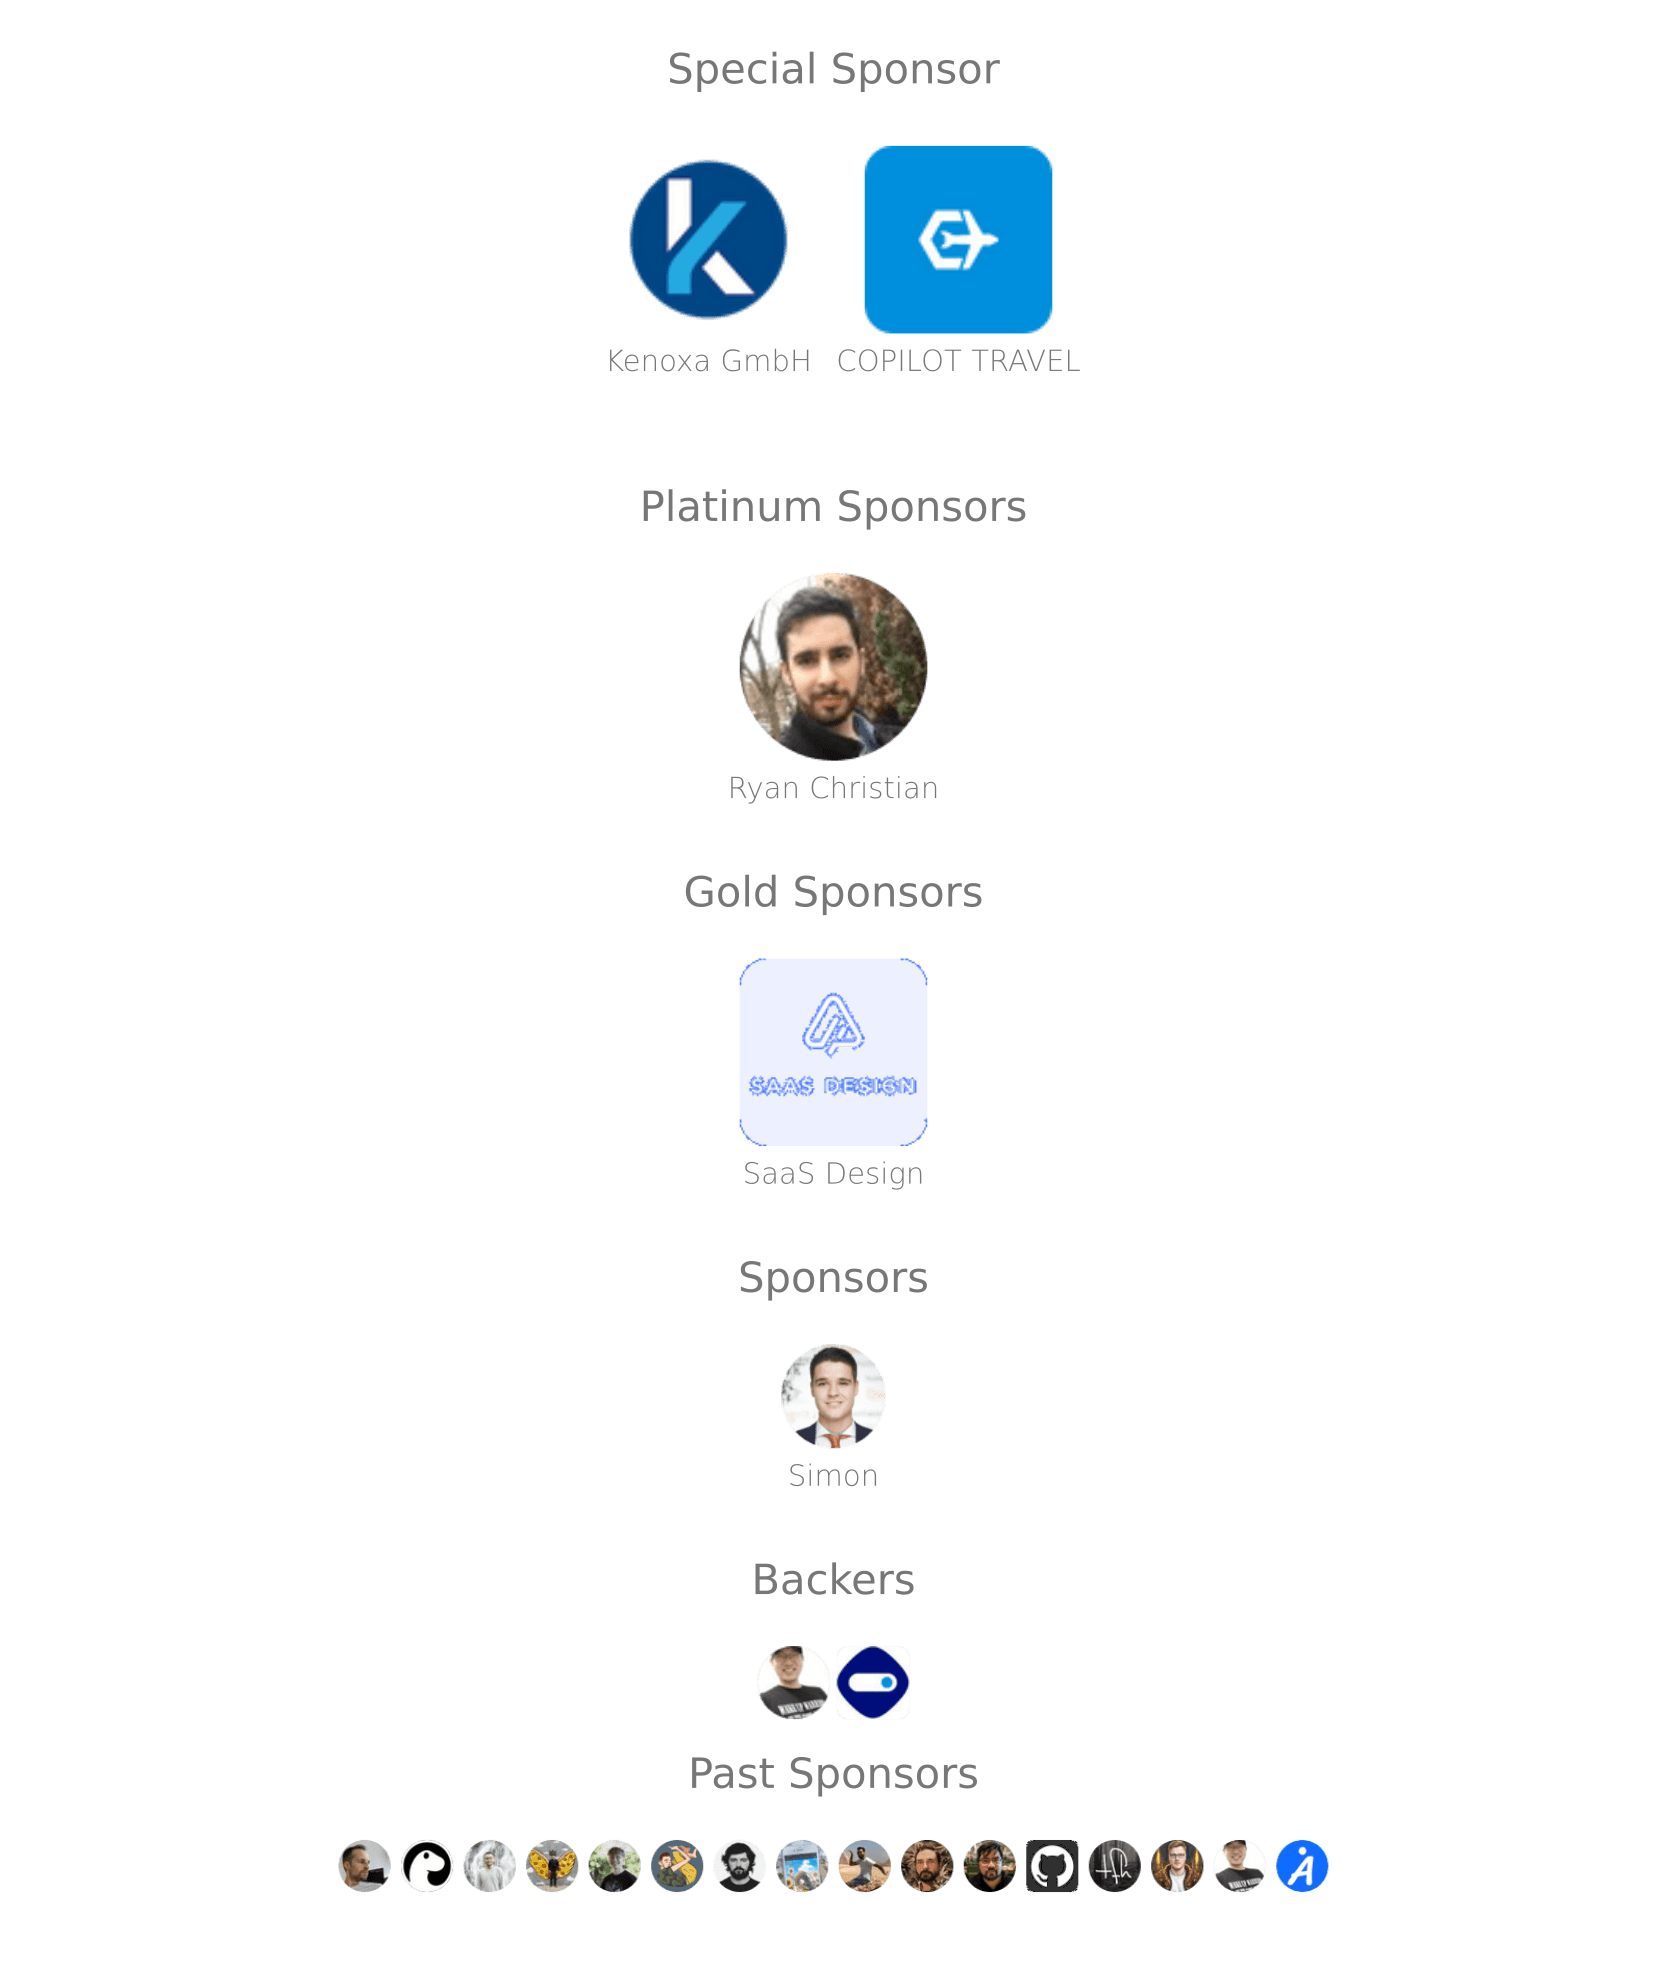 Special Sponsor
Kenoxa GmbH COPILOT TRAVEL
Platinum Sponsors
Ryan Christian
Gold Sponsors
SAAS DESIGN
SaaS Design
Sponsors
Simon
Backers
Past Sponsors